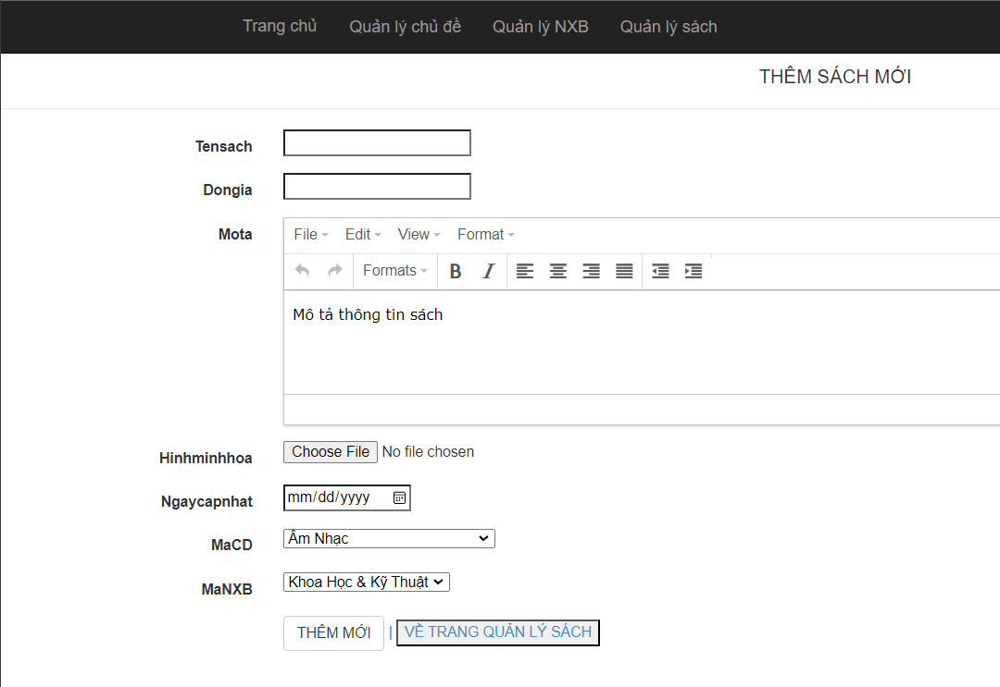 Trang chủ Quản lý chủ đề Quản lý NXB Quản lý sách
THÊM SÁCH MỚI
Tensach
Dongia
Mota
File Edit View Format
Formats B I
Mô tả thông tin sách
Hinhminhhoa Choose File No file chosen
Ngaycapnhat mm/dd/yyyy
MaCD Âm Nhạc
MaNXB Khoa Học & Kỹ Thuật
THÊM MỚI | VỀ TRANG QUẢN LÝ SÁCH